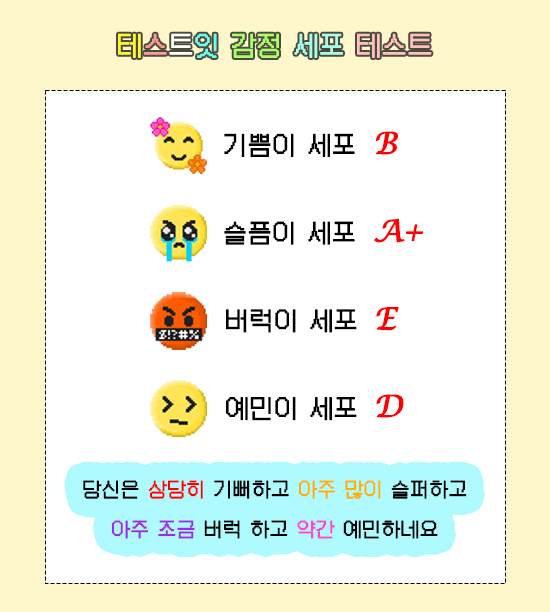 테스트잇 감정 세포 테스트
기쁨이 세포 B
슬픔이 세포 A+
버럭이 세포 E
$!?#%
예민이 세포 D
당신은 상당히 기뻐하고 아주 많이 슬퍼하고
아주 조금 버럭 하고 약간 예민하네요